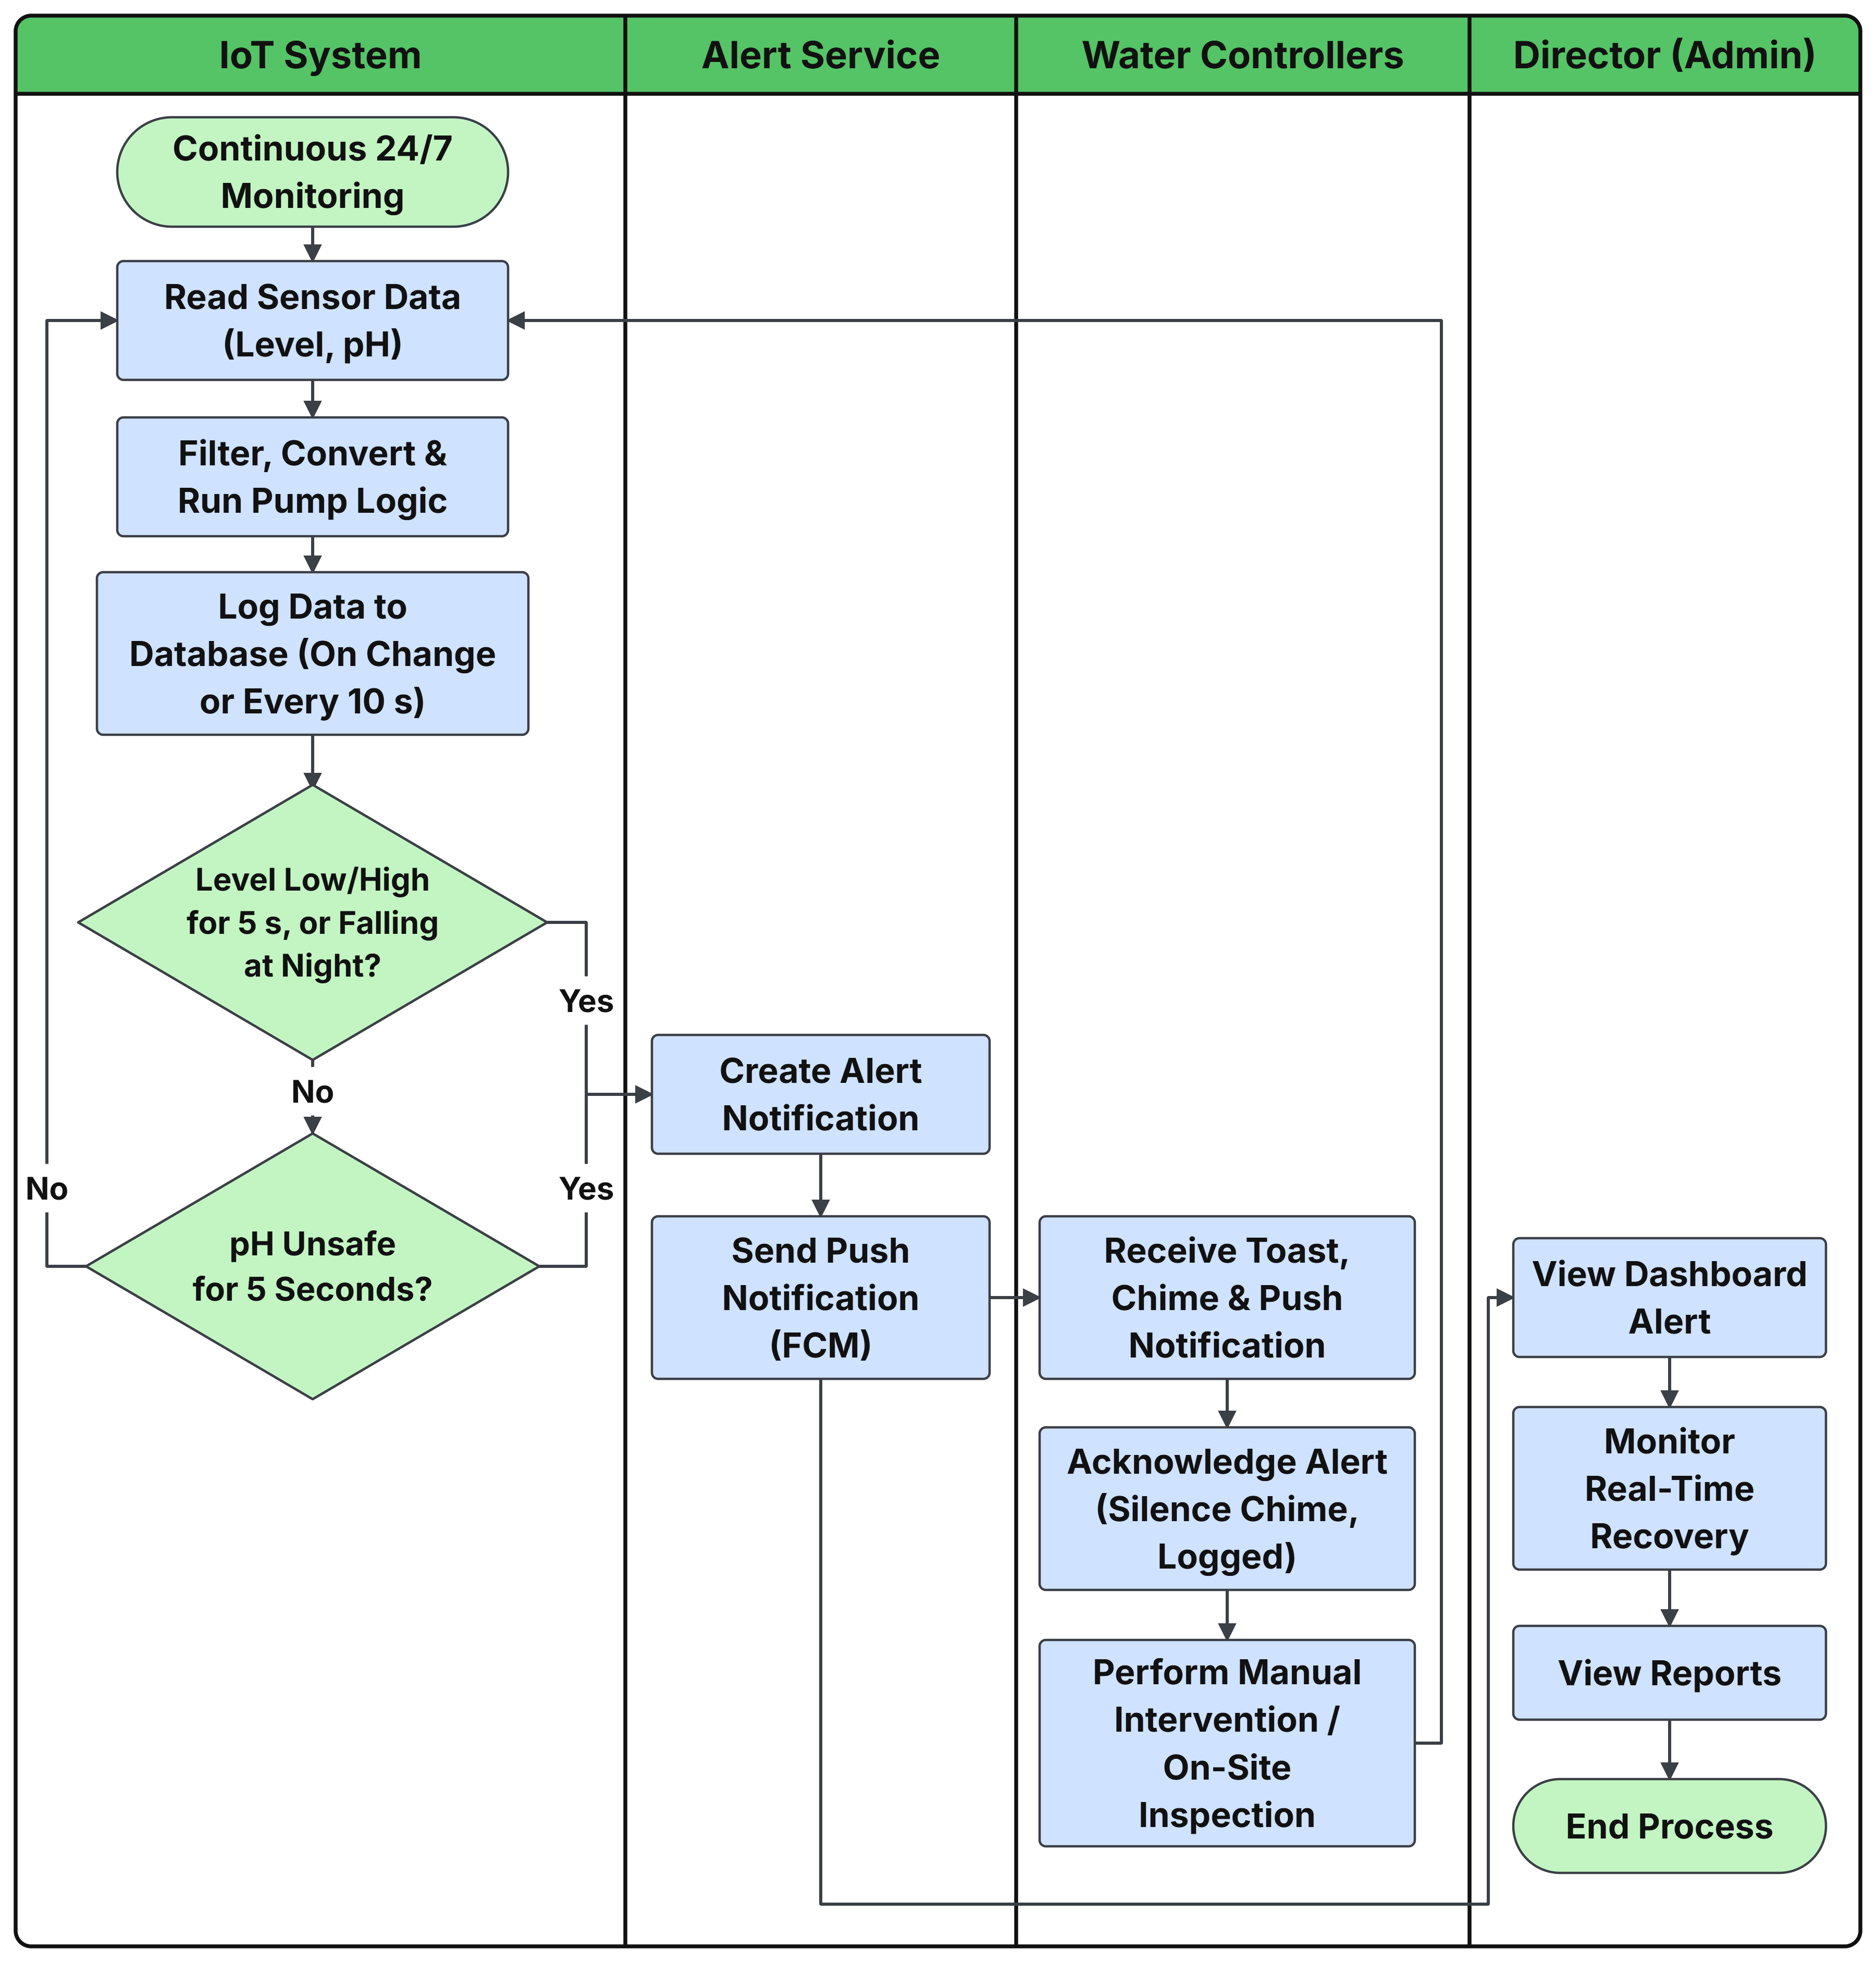 IoT System
Alert Service
Water Controllers
Director (Admin)
Continuous 24/7
Monitoring
Read Sensor Data
(Level, pH)
Filter, Convert &
Run Pump Logic
Log Data to
Database (On Change
or Every 10 s)
Level Low/High
for 5 s, or Falling
at Night?
Yes
No
pH Unsafe
for 5 Seconds?
No
Yes
Create Alert
Notification
Send Push
Notification
(FCM)
Receive Toast,
Chime & Push
Notification
Acknowledge Alert
(Silence Chime,
Logged)
Perform Manual
Intervention /
On-Site
Inspection
View Dashboard
Alert
Monitor
Real-Time
Recovery
View Reports
End Process